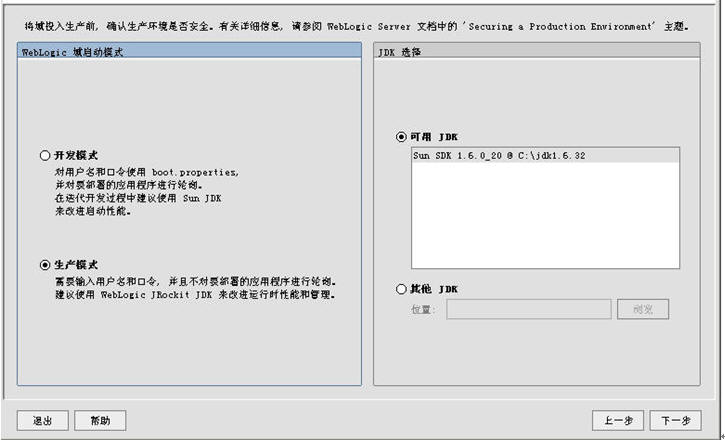 将域投入生产前, 确认生产环境是否安全。有关详细信息, 请参阅 WebLogic Server 文档中的 'Securing a Production Environment' 主题。
WebLogic 域启动模式
开发模式
对用户名和口令使用 boot.properties,
并对要部署的应用程序进行轮询。
在迭代开发过程中建议使用 Sun JDK
来改进启动性能。
生产模式
需要输入用户名和口令, 并且不对要部署的应用程序进行轮询。
建议使用 WebLogic JRockit JDK 来改进运行时性能和管理。
JDK 选择
可用 JDK
Sun SDK 1.6.0_20 @ C:\jdk1.6.32
其他 JDK
位置:
浏览
退出
帮助
上一步
下一步